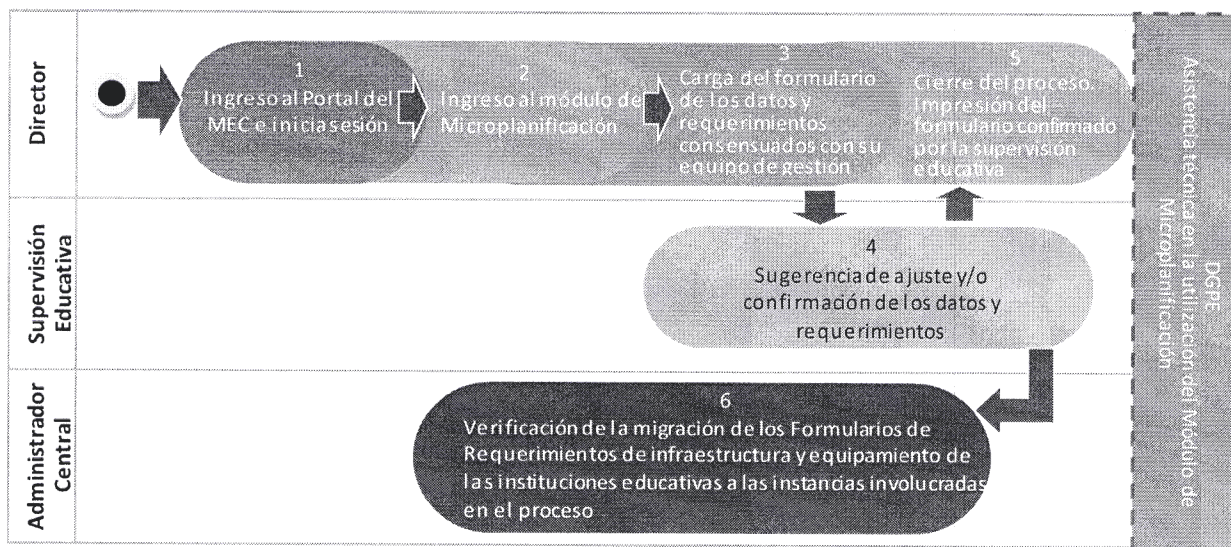 Director
1
Ingreso al Portal del
MEC e inicia sesión
2
Ingreso al módulo de
Microplanificación
3
Carga del formulario
de los datos y
requerimientos
consensuados con su
equipo de gestión
5
Cierre del proceso.
Impresión del
formulario confirmado
por la supervisión
educativa
Supervisión
Educativa
4
Sugerencia de ajuste y/o
confirmación de los datos y
requerimientos
Administrador
Central
6
Verificación de la migración de los Formularios de
Requerimientos de infraestructura y equipamiento de
las instituciones educativas a las instancias involucradas
en el proceso
DGPE
Asistencia técnica en la utilización del Módulo de
Microplanificación